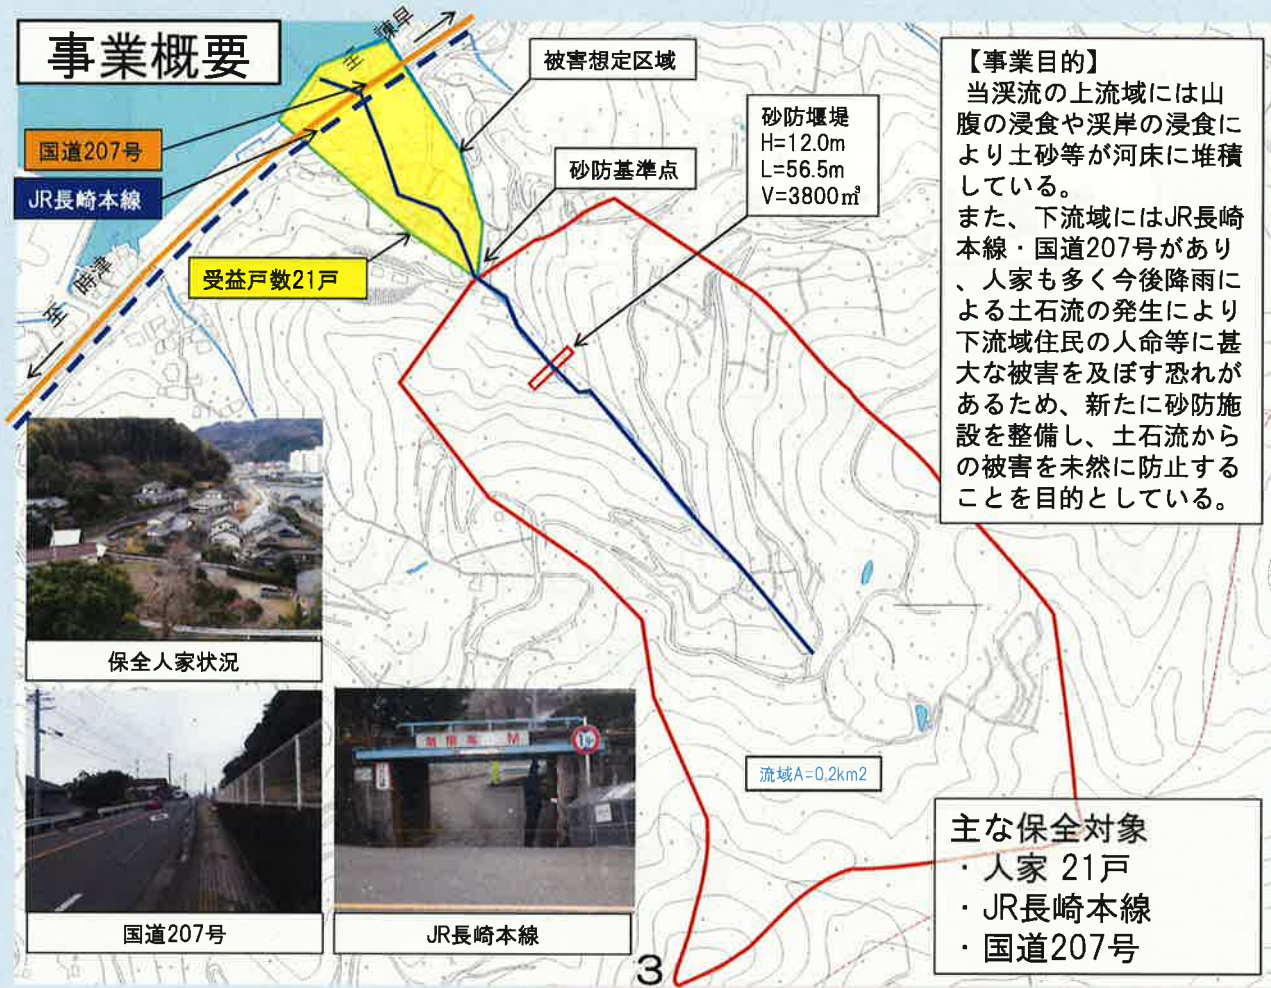 事業概要
至 諫早
被害想定区域
国道207号
JR長崎本線
砂防基準点
砂防堰堤
H=12.0m
L=56.5m
V=3800㎥
受益戸数21戸
至 時津
【事業目的】
当渓流の上流域には山
腹の浸食や渓岸の浸食に
より土砂等が河床に堆積
している。
また、下流域にはJR長崎
本線・国道207号があり
、人家も多く今後降雨に
よる土石流の発生により
下流域住民の人命等に甚
大な被害を及ぼす恐れが
あるため、新たに砂防施
設を整備し、土石流から
の被害を未然に防止する
ことを目的としている。
保全人家状況
国道207号
制限高
JR長崎本線
流域A=0.2km2
主な保全対象
・人家 21戸
・JR長崎本線
・国道207号
3